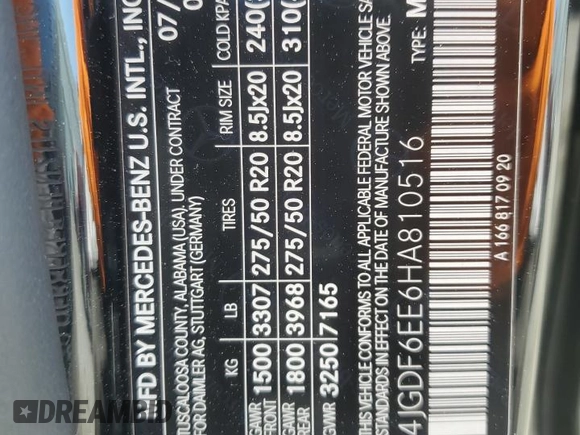 MFD BY MERCEDES-BENZ U.S. INTL., INC
07/
TUSCALOOSA COUNTY, ALABAMA (USA), UNDER CONTRACT
FOR DAIMLER AG, STUTTGART (GERMANY)
KG LB TIRES RIM SIZE COLD KPA
GAWR 1500 3307 275/50 R20 8.5Jx20 240(
GAWR REAR 1800 3968 275/50 R20 8.5Jx20 310(
GVWR 3250 7165
THIS VEHICLE CONFORMS TO ALL APPLICABLE FEDERAL MOTOR VEHICLE SA
STANDARDS IN EFFECT ON THE DATE OF MANUFACTURE SHOWN ABOVE.
4JGDF6EE6HA810516 TYPE: M
A 166 817 09 20
DREAMBID